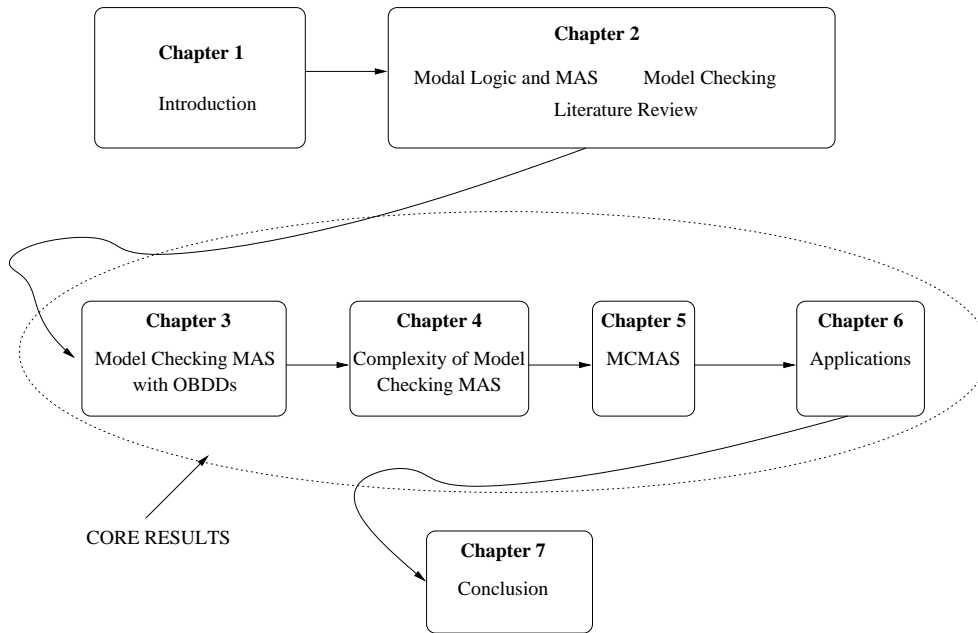 Chapter 1
Introduction
Chapter 2
Modal Logic and MAS
Model Checking
Literature Review
Chapter 3
Model Checking MAS
with OBDDs
Chapter 4
Complexity of Model
Checking MAS
Chapter 5
MCMAS
Chapter 6
Applications
CORE RESULTS
Chapter 7
Conclusion